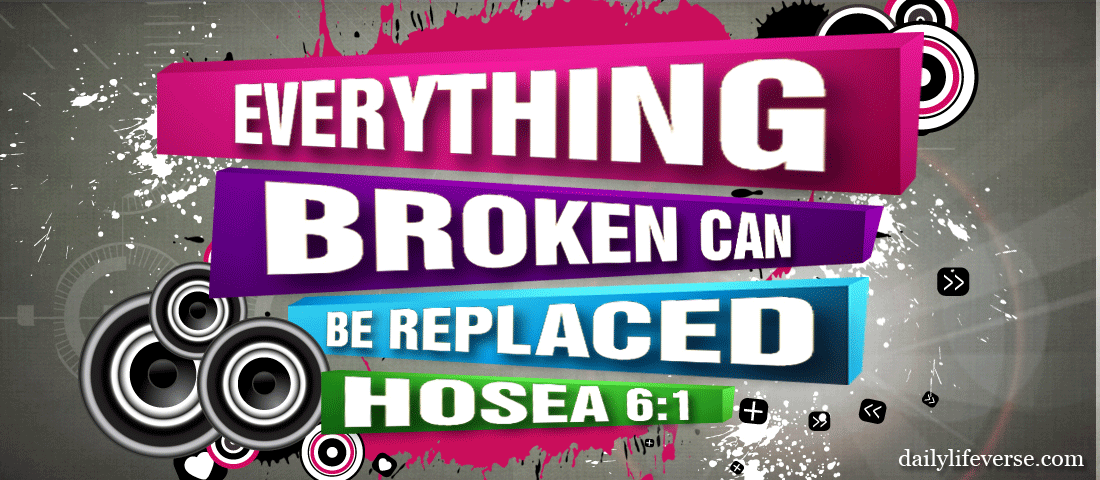 EVERYTHING
BROKEN CAN
BE REPLACED
HOSEA 6:1
dailylifeverse.com